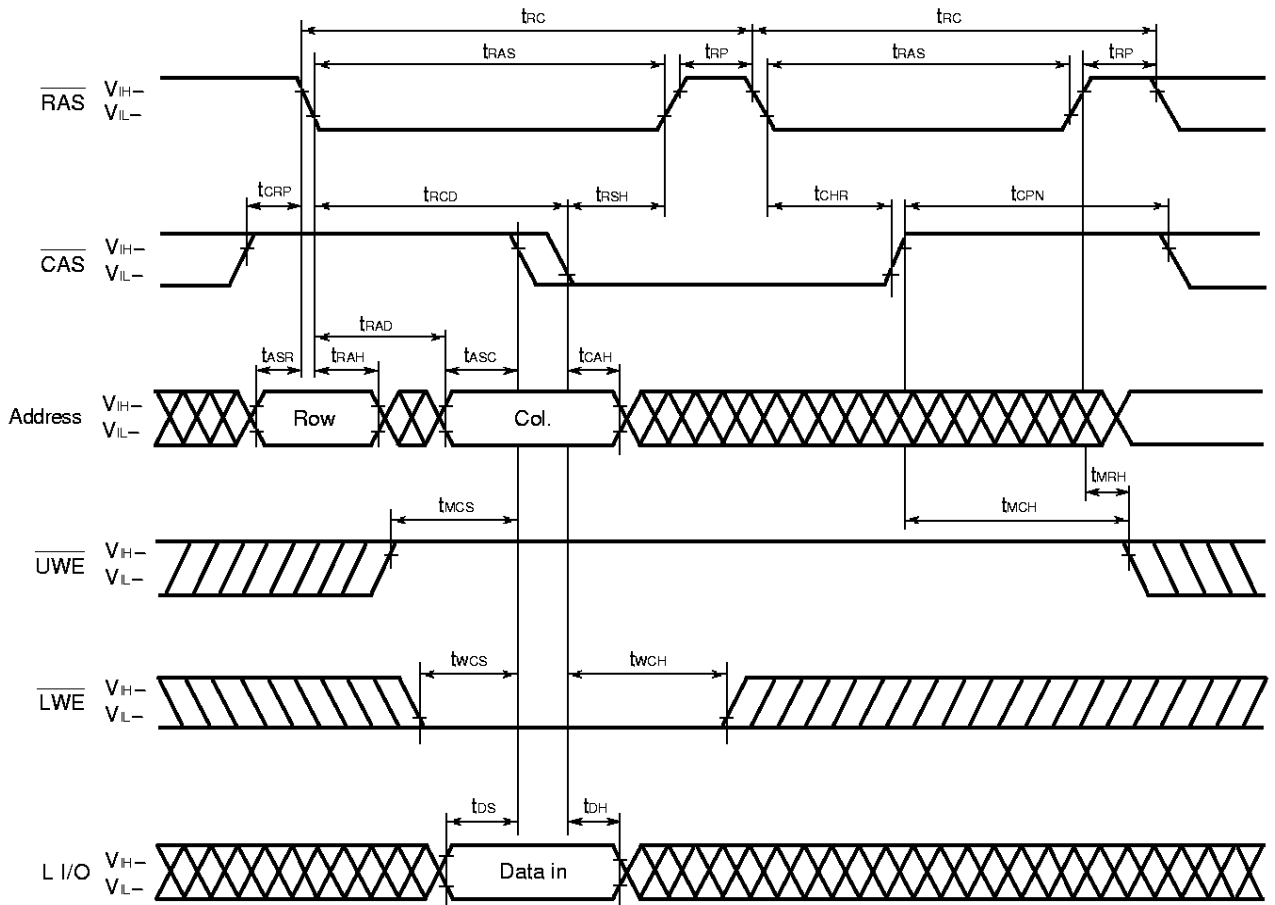 tRC tRC
tRAS tRP tRAS tRP
RAS VIH–
VIL–
tCRP tRCD tRSH tCHR tCPN
CAS VIH–
VIL–
tRAD
tASR tRAH tASC tCAH
Address VIH–
VIL–
Row Col.
tMRH
tMCS tMCH
UWE VIH–
VIL–
tWCS tWCH
LWE VIH–
VIL–
tDS tDH
L I/O VIH–
VIL–
Data in